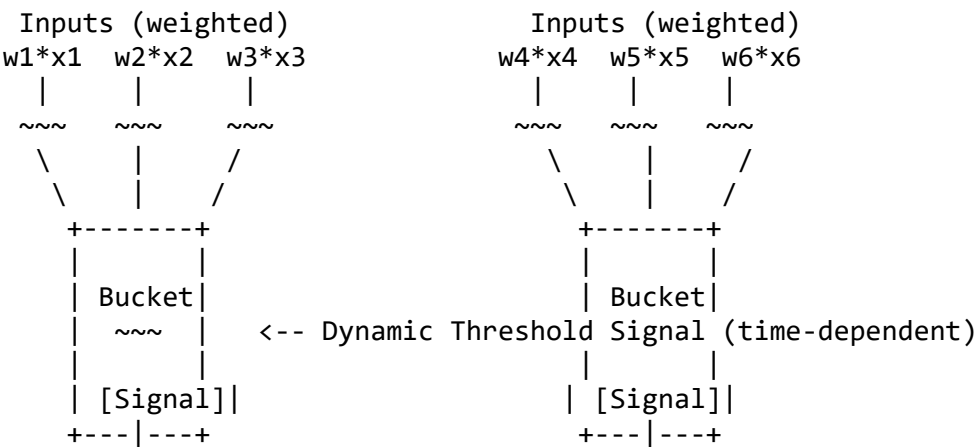 Inputs (weighted)                 Inputs (weighted)
w1*x1  w2*x2  w3*x3            w4*x4  w5*x5  w6*x6
  |     |      |                 |     |     |
 ~~~   ~~~    ~~~               ~~~   ~~~   ~~~
  \     |     /                   \     |     /
   \    |    /                     \    |    /
    +-------+                       +-------+
    |       |                       |       |
    | Bucket|                       | Bucket|
    |  ~~~  |   <-- Dynamic Threshold Signal (time-dependent)
    |       |                       |       |
    | [Signal]|                    | [Signal]|
    +---|---+                       +---|---+